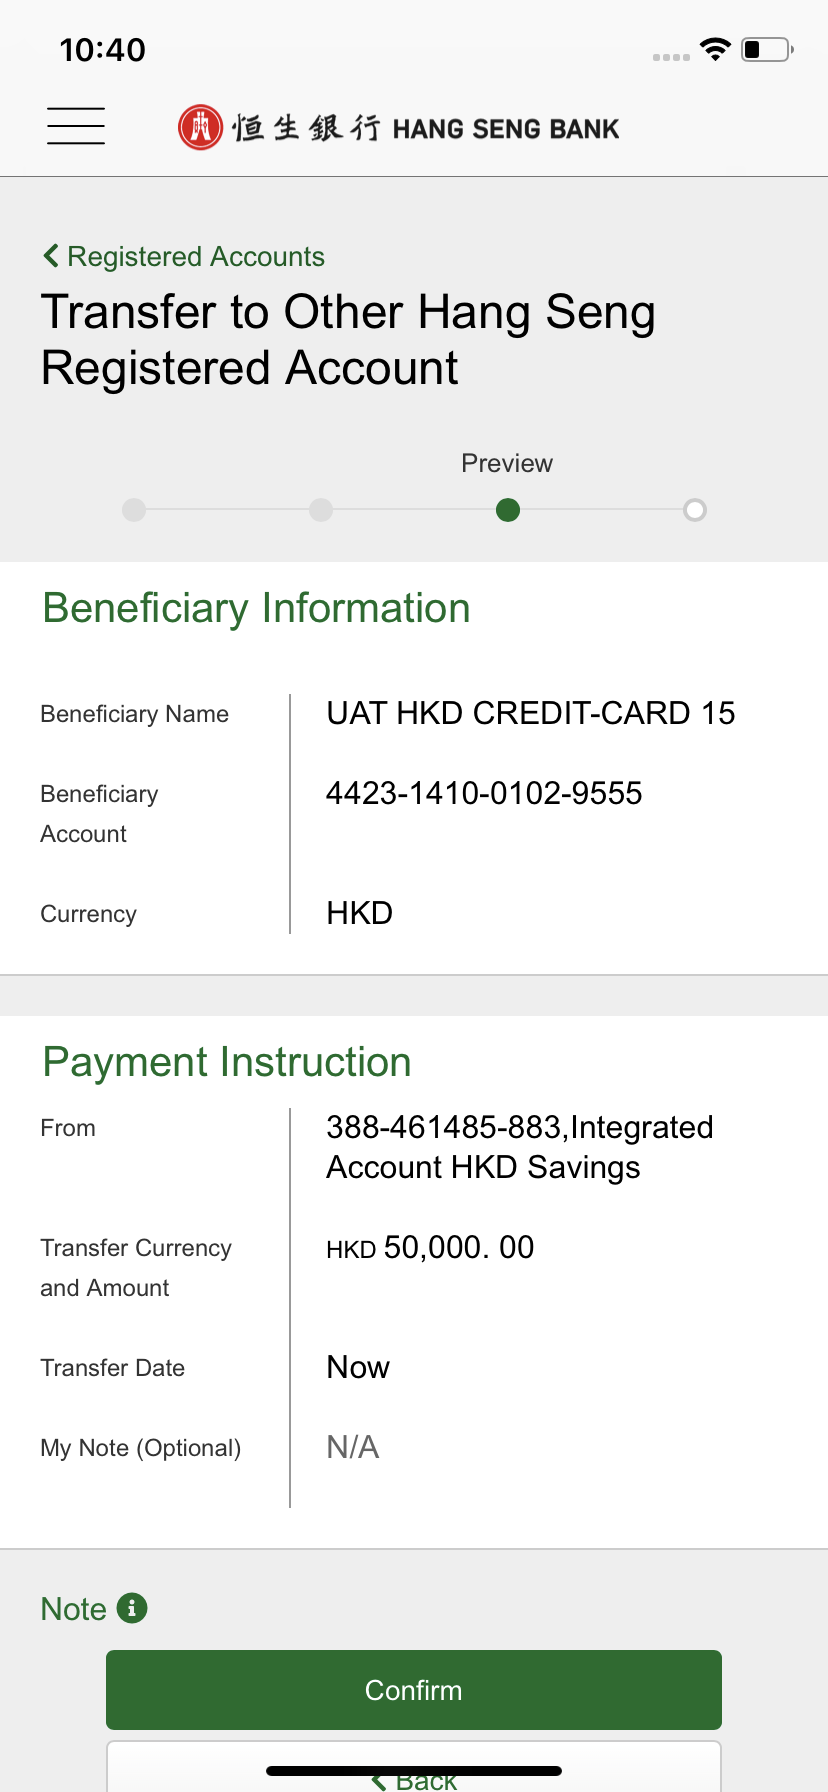 10:40
恒生銀行 HANG SENG BANK
Registered Accounts
Transfer to Other Hang Seng
Registered Account
Preview
Beneficiary Information
Beneficiary Name UAT HKD CREDIT-CARD 15
Beneficiary 4423-1410-0102-9555
Account
Currency HKD
Payment Instruction
From 388-461485-883,Integrated
Account HKD Savings
Transfer Currency HKD 50,000. 00
and Amount
Transfer Date Now
My Note (Optional) N/A
Note
Confirm
Back